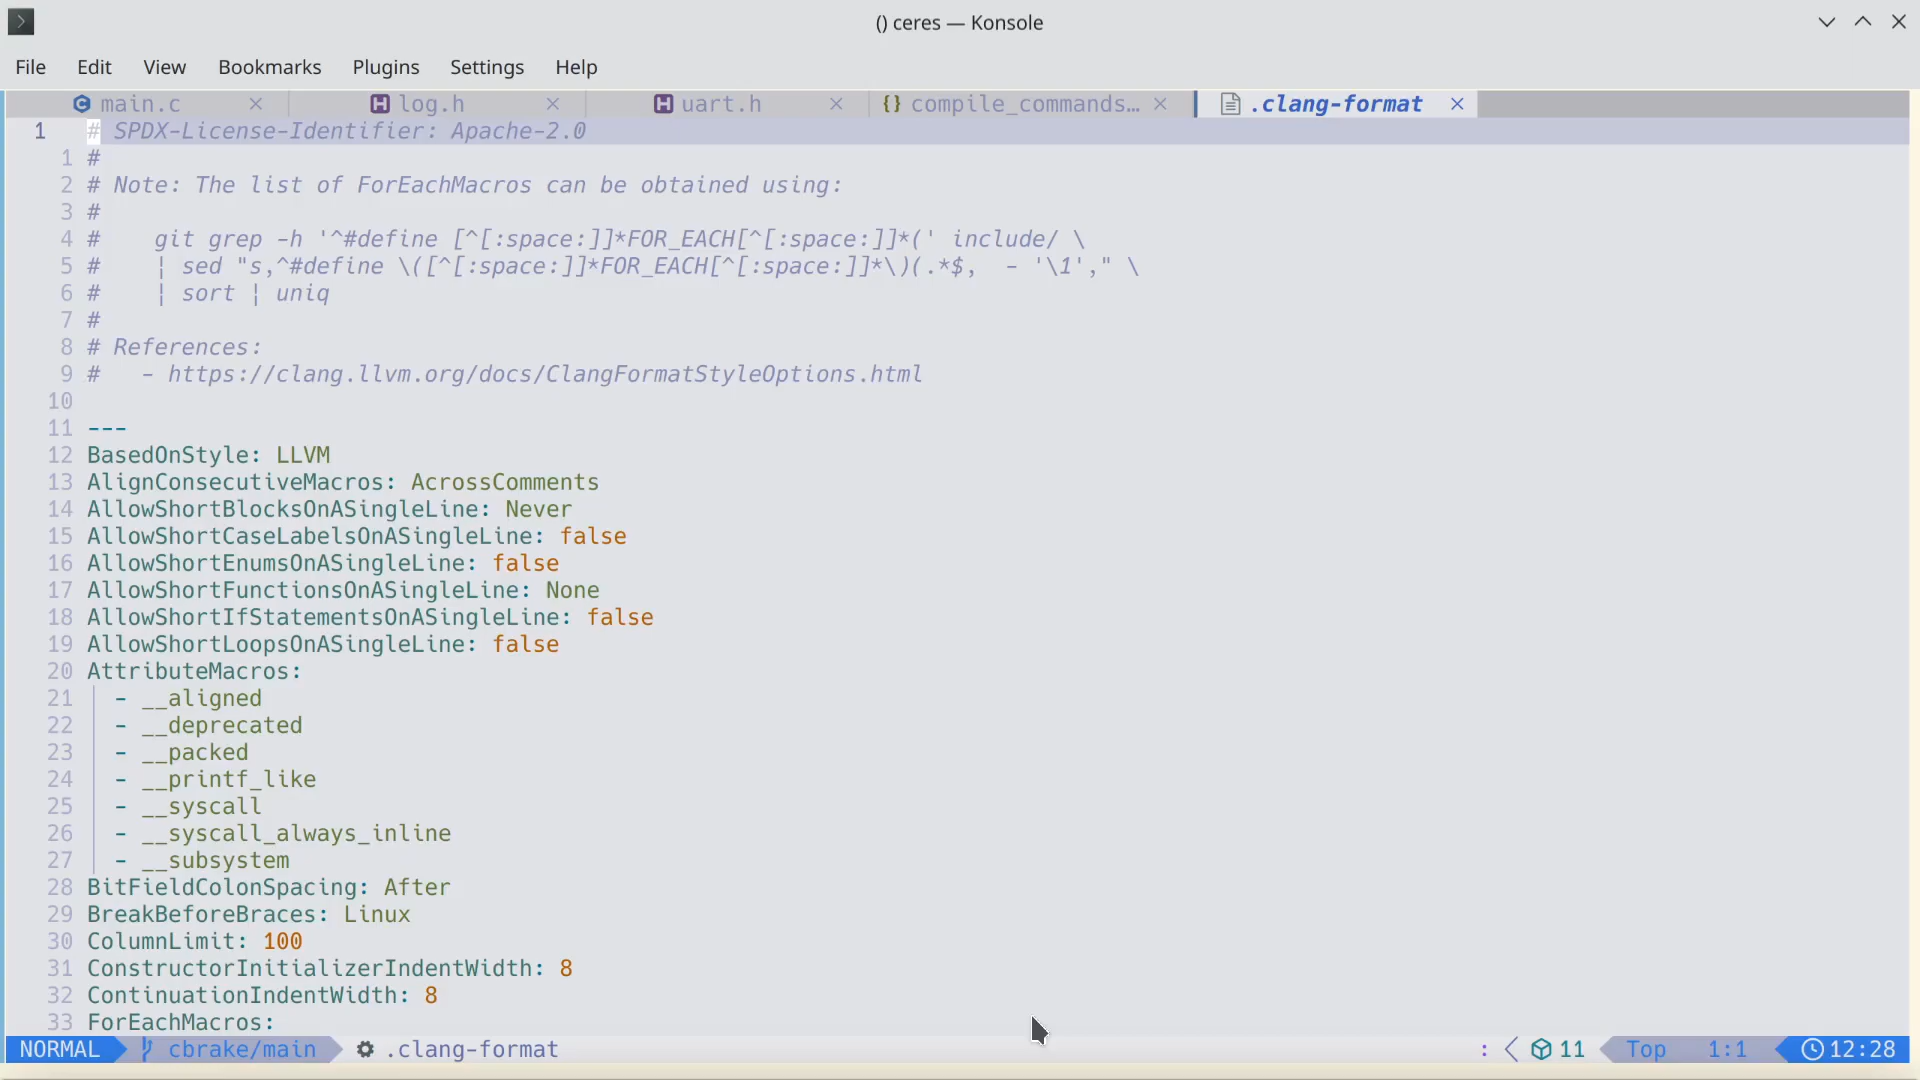 () ceres — Konsole
File Edit View Bookmarks Plugins Settings Help
main.c × log.h × uart.h × {} compile_commands… × .clang-format ×
1 # SPDX-License-Identifier: Apache-2.0
1 #
2 # Note: The list of ForEachMacros can be obtained using:
3 #
4 #    git grep -h '^#define [^[:space:]]*FOR_EACH[^[:space:]]*(' include/ \
5 #    | sed "s,^#define \([^[:space:]]*FOR_EACH[^[:space:]]*\)(.*$,  - '\1'," \
6 #    | sort | uniq
7 #
8 # References:
9 #   - https://clang.llvm.org/docs/ClangFormatStyleOptions.html
10
11 ---
12 BasedOnStyle: LLVM
13 AlignConsecutiveMacros: AcrossComments
14 AllowShortBlocksOnASingleLine: Never
15 AllowShortCaseLabelsOnASingleLine: false
16 AllowShortEnumsOnASingleLine: false
17 AllowShortFunctionsOnASingleLine: None
18 AllowShortIfStatementsOnASingleLine: false
19 AllowShortLoopsOnASingleLine: false
20 AttributeMacros:
21   - __aligned
22   - __deprecated
23   - __packed
24   - __printf_like
25   - __syscall
26   - __syscall_always_inline
27   - __subsystem
28 BitFieldColonSpacing: After
29 BreakBeforeBraces: Linux
30 ColumnLimit: 100
31 ConstructorInitializerIndentWidth: 8
32 ContinuationIndentWidth: 8
33 ForEachMacros:
NORMAL cbrake/main .clang-format : 11 Top 1:1 12:28